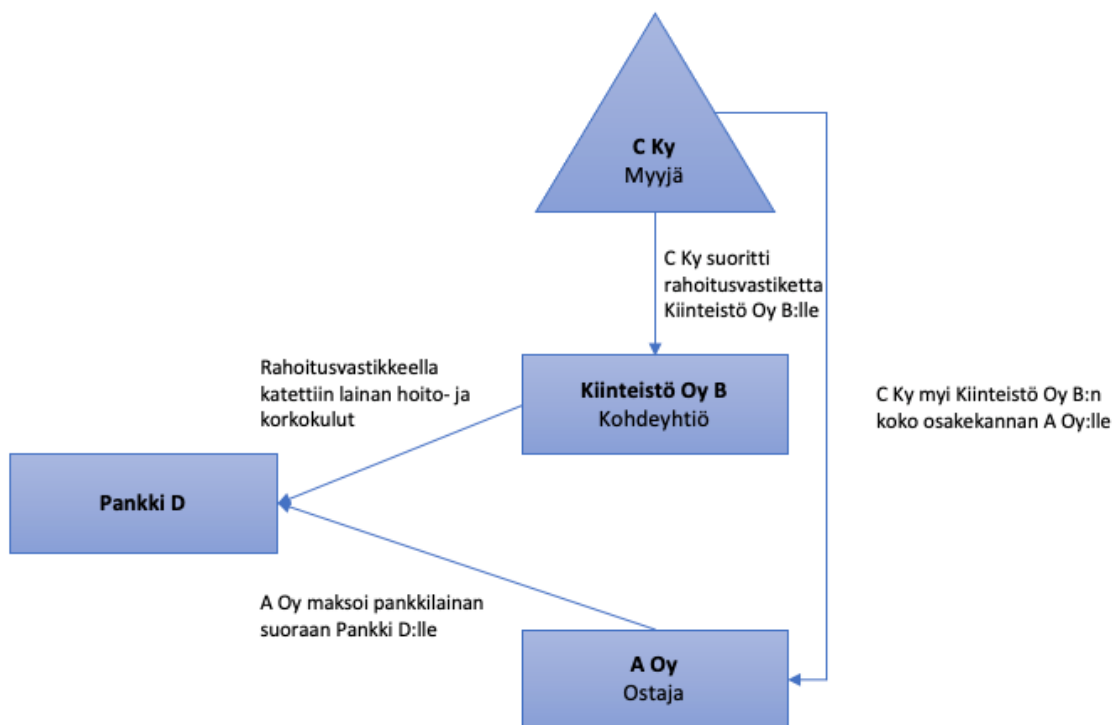 C Ky
Myyjä
C Ky suoritti
rahoitusvastiketta
Kiinteistö Oy B:lle
Rahoitusvastikkeella
katettiin lainan hoito- ja
korkokulut
Kiinteistö Oy B
Kohdeyhtiö
C Ky myi Kiinteistö Oy B:n
koko osakekannan A Oy:lle
Pankki D
A Oy maksoi pankkilainan
suoraan Pankki D:lle
A Oy
Ostaja